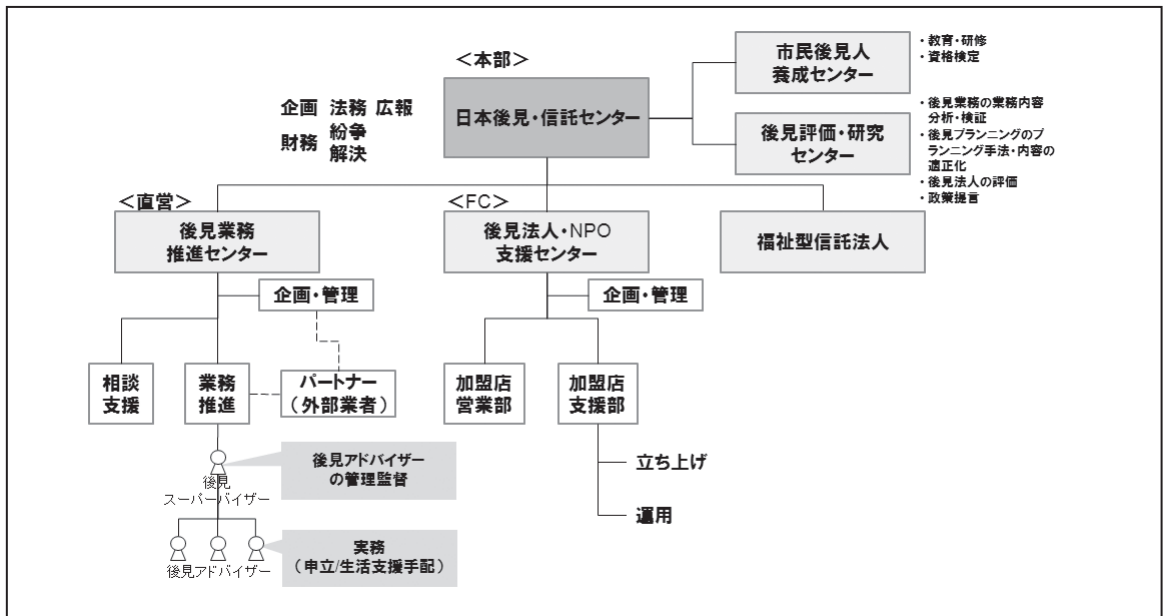 ＜本部＞
日本後見・信託センター
企画 法務 広報
財務 紛争
解決
市民後見人
養成センター
・教育・研修
・資格検定
後見評価・研究
センター
・後見業務の業務内容
分析・検証
・後見プランニングのプ
ランニング手法・内容の
適正化
・後見法人の評価
・政策提言
＜直営＞
後見業務
推進センター
企画・管理
相談
支援
業務
推進
パートナー
（外部業者）
後見
スーパーバイザー
後見アドバイザー
の管理監督
後見アドバイザー
実務
（申立/生活支援手配）
＜FC＞
後見法人・NPO
支援センター
企画・管理
加盟店
営業部
加盟店
支援部
立ち上げ
運用
福祉型信託法人